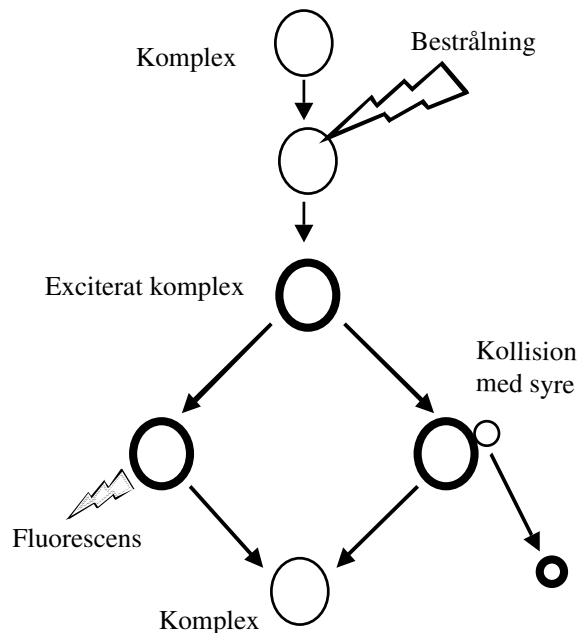 Bestrålning
Komplex
Exciterat komplex
Kollision
med syre
Fluorescens
Komplex